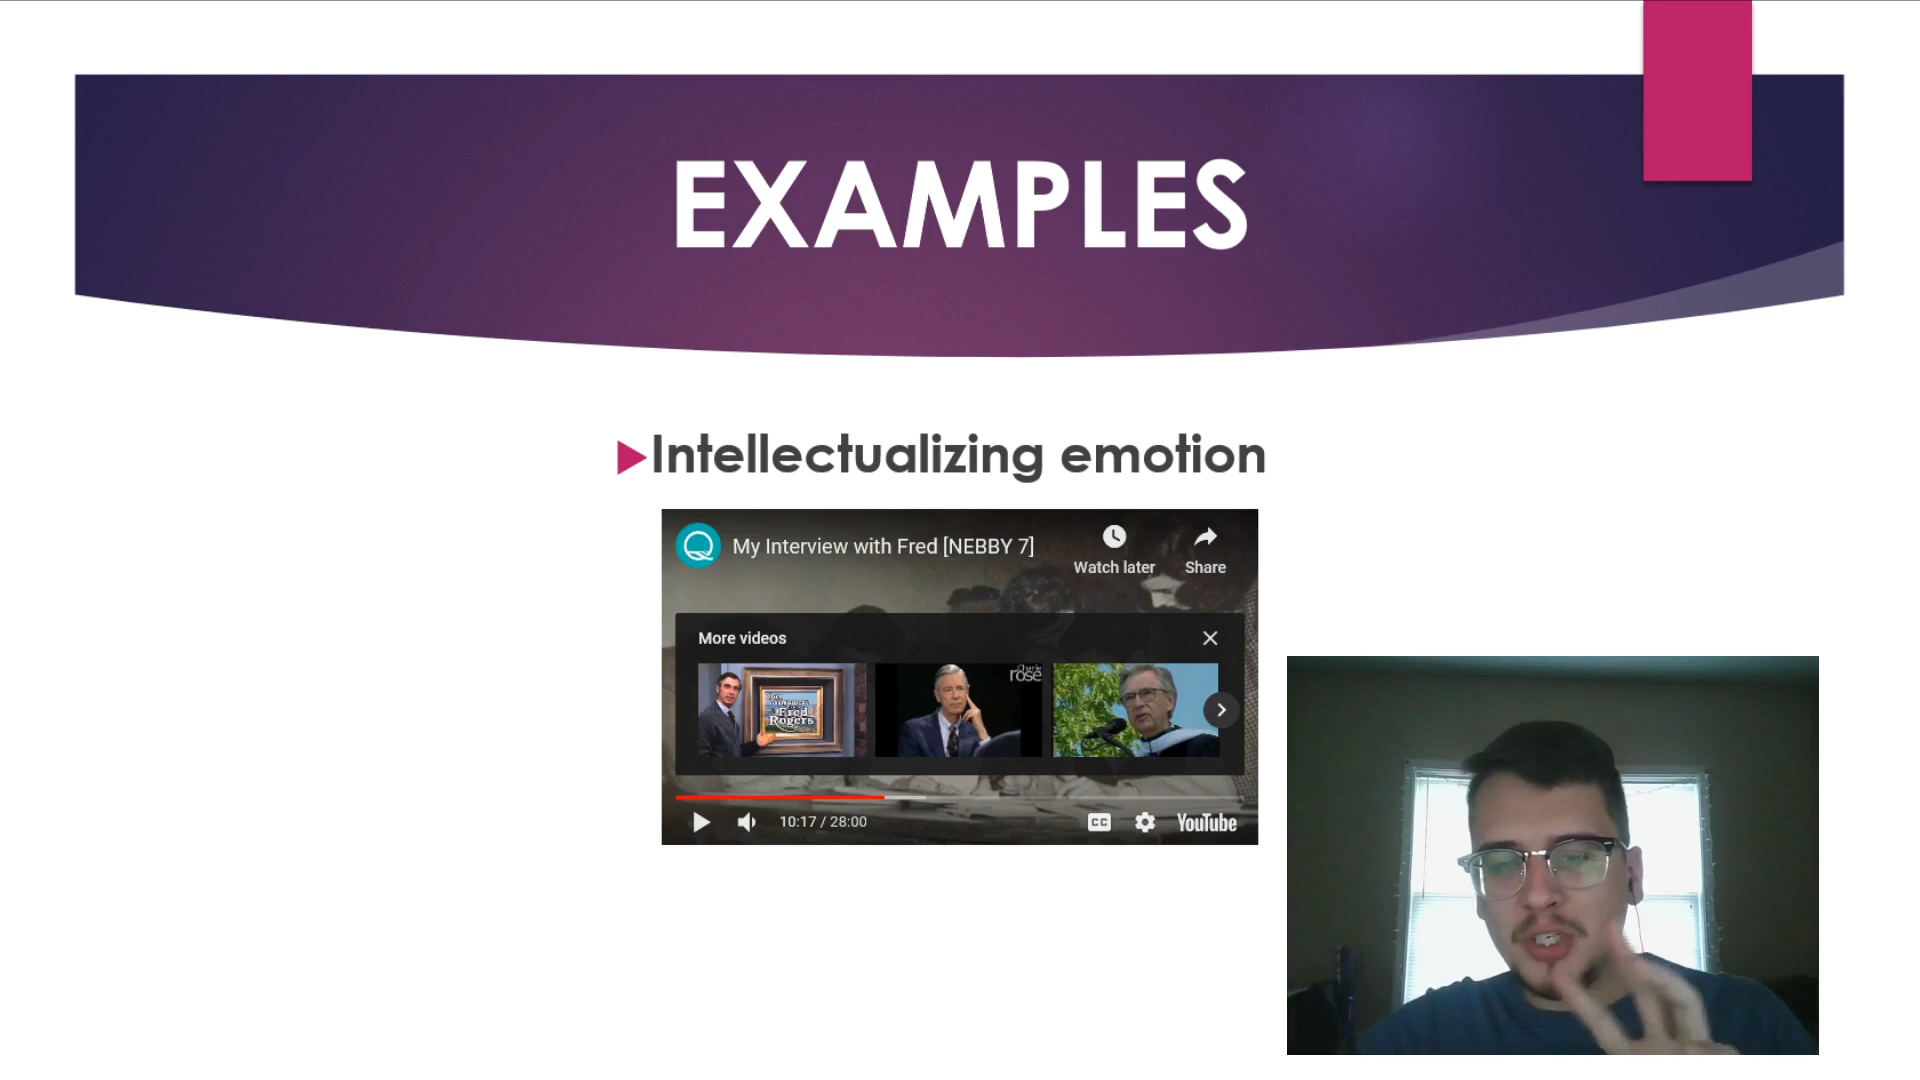 EXAMPLES
Intellectualizing emotion
My Interview with Fred [NEBBY 7]
Watch later
Share
More videos
Fred
Rogers
Charlie
rose
10:17 / 28:00
CC
YouTube